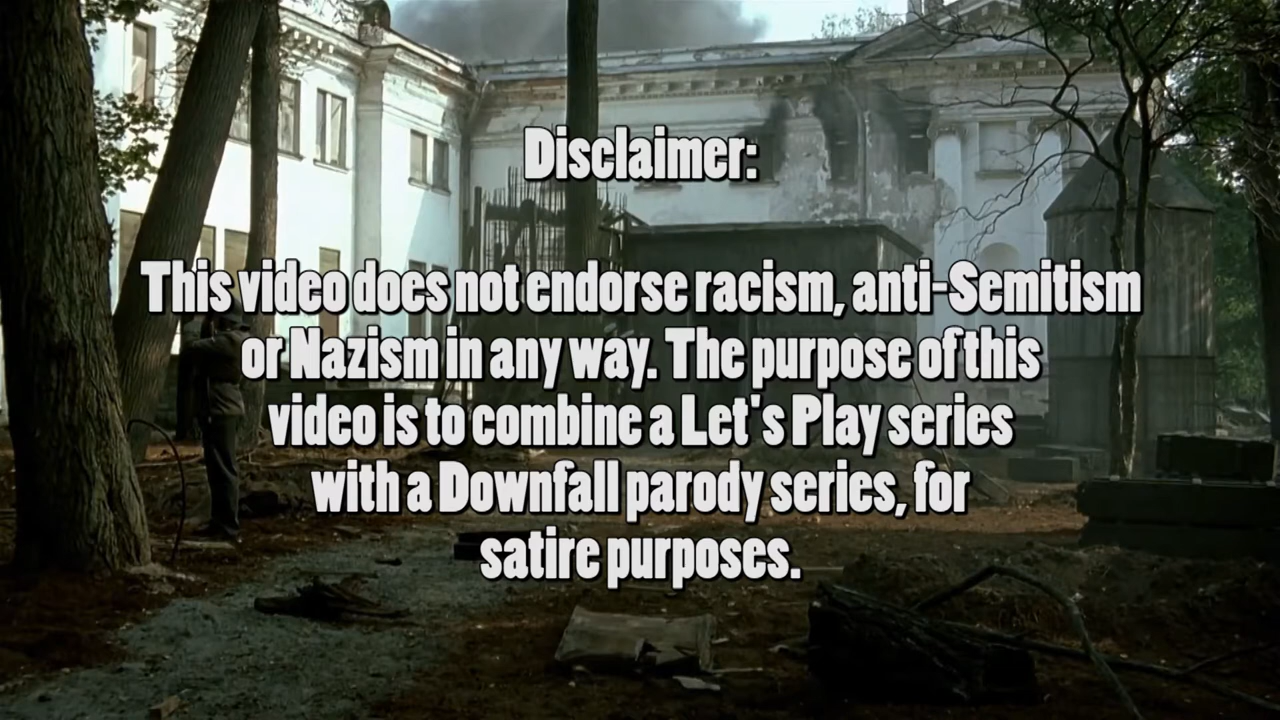 Disclaimer:
This video does not endorse racism, anti-Semitism
or Nazism in any way. The purpose of this
video is to combine a Let's Play series
with a Downfall parody series, for
satire purposes.